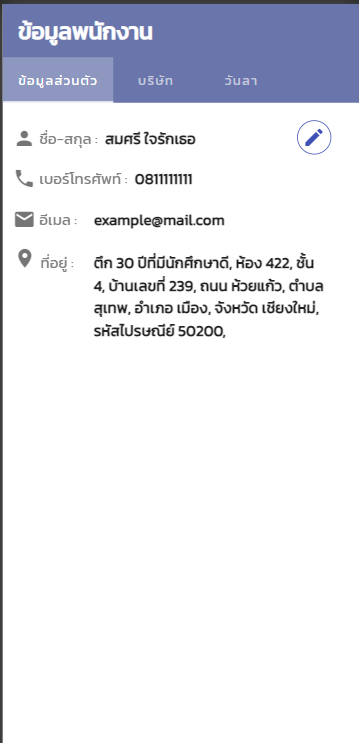 ข้อมูลพนักงาน
ข้อมูลส่วนตัว บริษัท วันลา
ชื่อ-สกุล : สมศรี ใจรักเธอ
เบอร์โทรศัพท์ : 0811111111
อีเมล : example@mail.com
ที่อยู่ : ตึก 30 ปีที่มีนักศึกษาดี, ห้อง 422, ชั้น
4, บ้านเลขที่ 239, ถนน ห้วยแก้ว, ตำบล
สุเทพ, อำเภอ เมือง, จังหวัด เชียงใหม่,
รหัสไปรษณีย์ 50200,